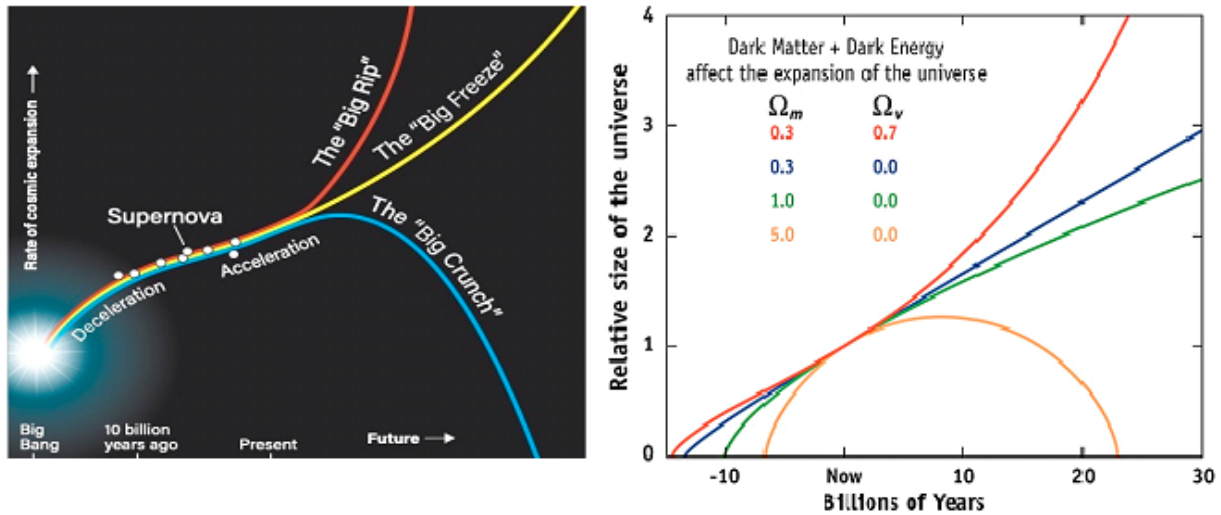 Rate of cosmic expansion
The "Big Rip"
The "Big Freeze"
Supernova
The "Big Crunch"
Acceleration
Deceleration
Big
Bang
10 billion
years ago
Present
Future
Relative size of the universe
4
3
2
1
0
Dark Matter + Dark Energy
affect the expansion of the universe
Ωm Ωv
0.3 0.7
0.3 0.0
1.0 0.0
5.0 0.0
-10 Now 10 20 30
Billions of Years